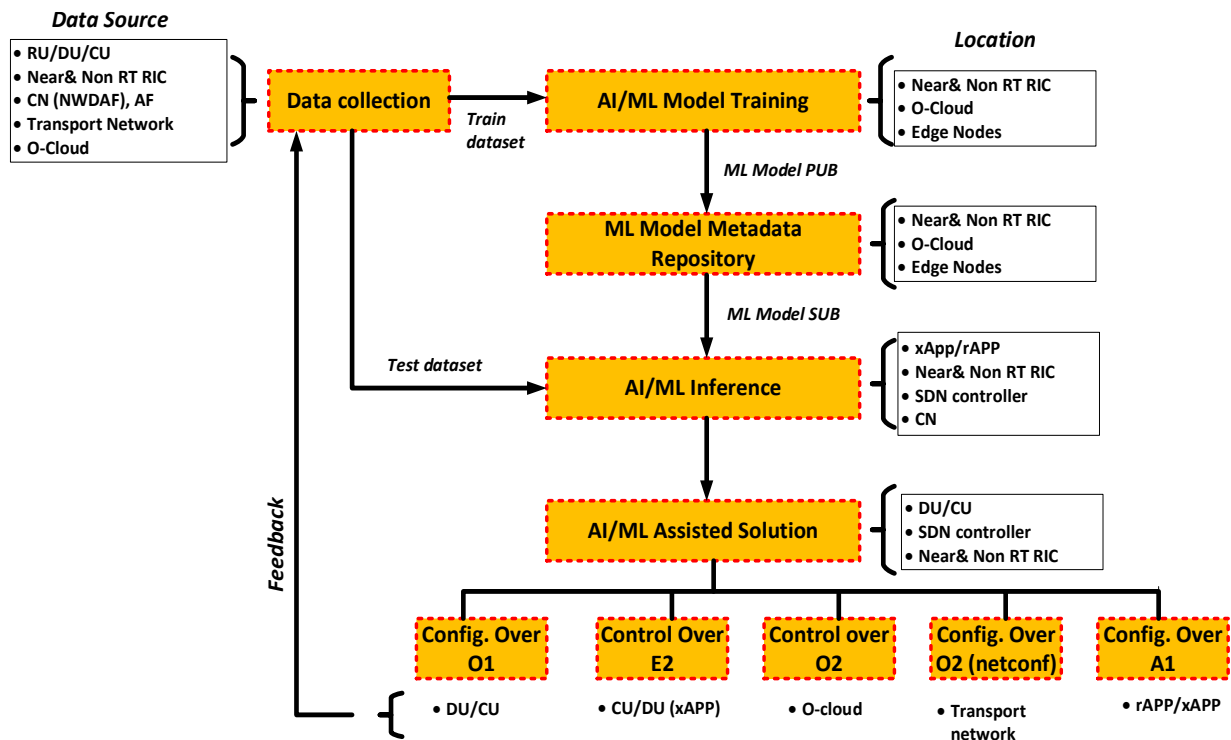 Data Source
• RU/DU/CU
• Near& Non RT RIC
• CN (NWDAF), AF
• Transport Network
• O-Cloud
Data collection
Train
dataset
AI/ML Model Training
Location
• Near& Non RT RIC
• O-Cloud
• Edge Nodes
ML Model PUB
ML Model Metadata
Repository
• Near& Non RT RIC
• O-Cloud
• Edge Nodes
ML Model SUB
Test dataset
AI/ML Inference
• xApp/rAPP
• Near& Non RT RIC
• SDN controller
• CN
AI/ML Assisted Solution
• DU/CU
• SDN controller
• Near& Non RT RIC
Feedback
Config. Over
O1
Control Over
E2
Control over
O2
Config. Over
O2 (netconf)
Config. Over
A1
• DU/CU
• CU/DU (xAPP)
• O-cloud
• Transport
network
• rAPP/xAPP